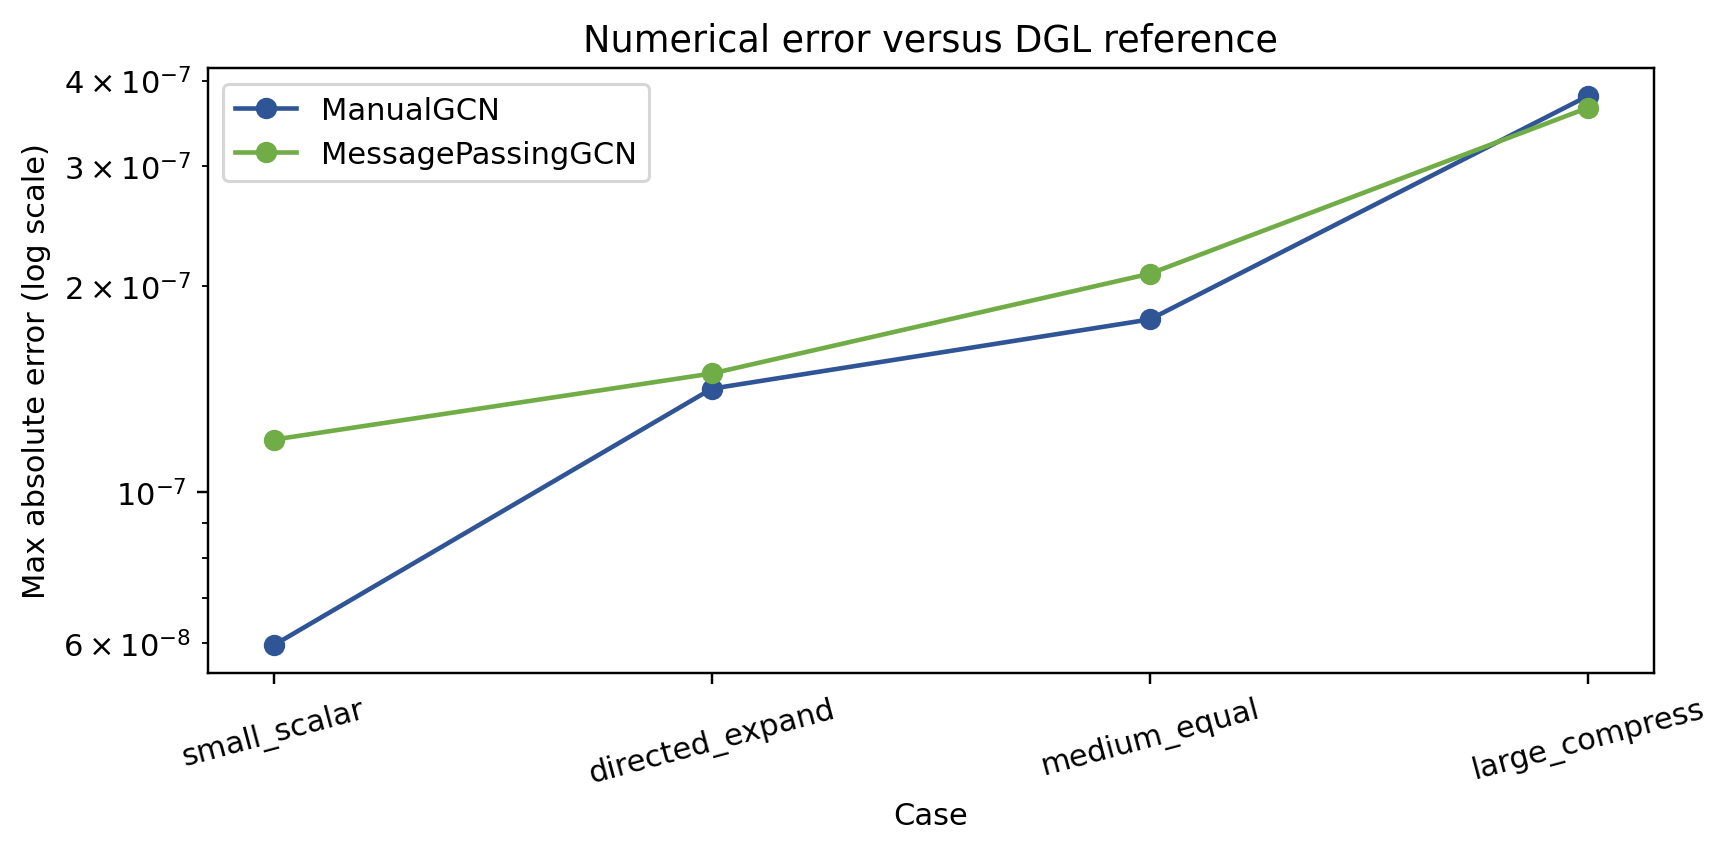 Numerical error versus DGL reference
ManualGCN
MessagePassingGCN
Max absolute error (log scale)
4 × 10⁻⁷
3 × 10⁻⁷
2 × 10⁻⁷
10⁻⁷
6 × 10⁻⁸
small_scalar
directed_expand
medium_equal
large_compress
Case